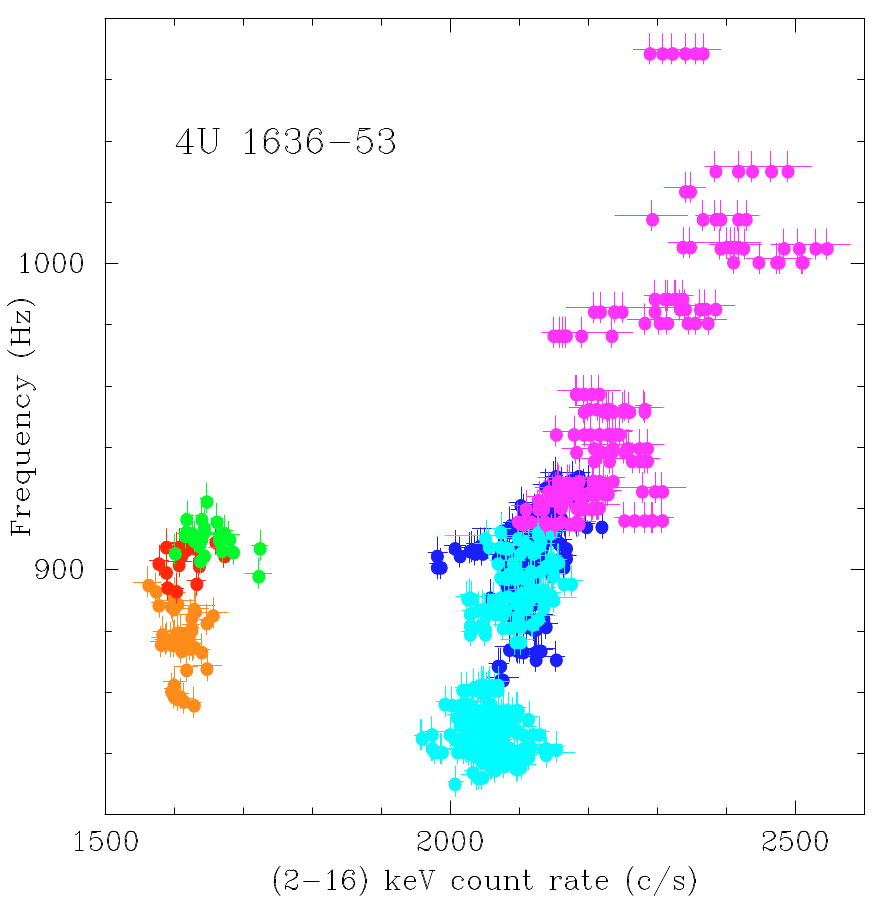 4U 1636−53
1000
900
Frequency (Hz)
1500 2000 2500
(2−16) keV count rate (c/s)